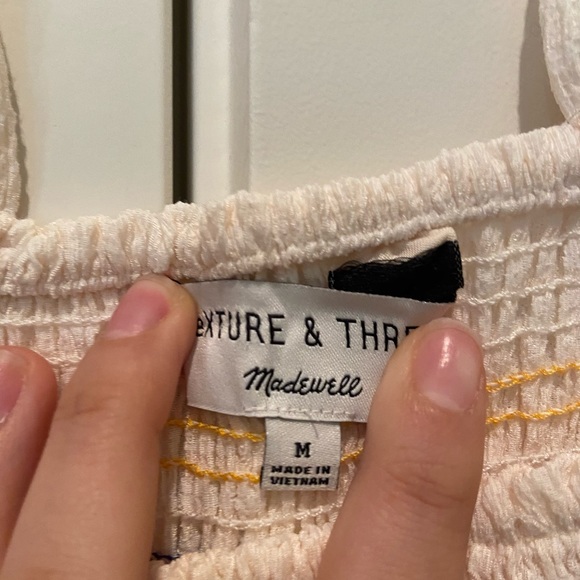 eXTURE & THRE
Madewell
M
MADE IN
VIETNAM